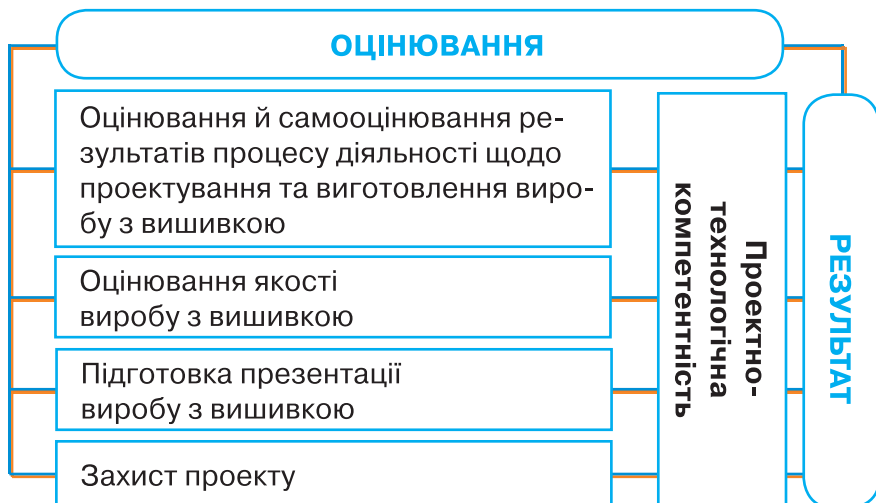 ОЦІНЮВАННЯ
Оцінювання й самооцінювання ре-
зультатів процесу діяльності щодо
проектування та виготовлення виро-
бу з вишивкою
Оцінювання якості
виробу з вишивкою
Підготовка презентації
виробу з вишивкою
Захист проекту
Проектно-
технологічна
компетентність
РЕЗУЛЬТАТ